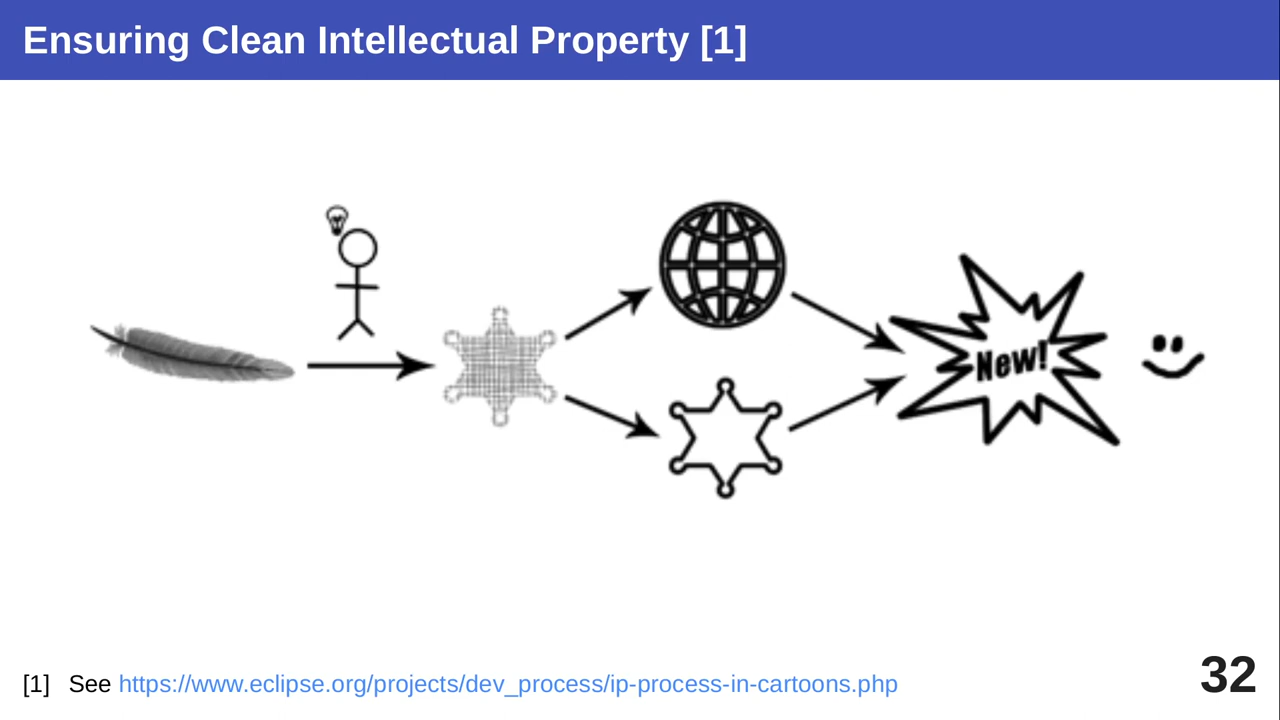 Ensuring Clean Intellectual Property [1]
New!
[1] See https://www.eclipse.org/projects/dev_process/ip-process-in-cartoons.php
32